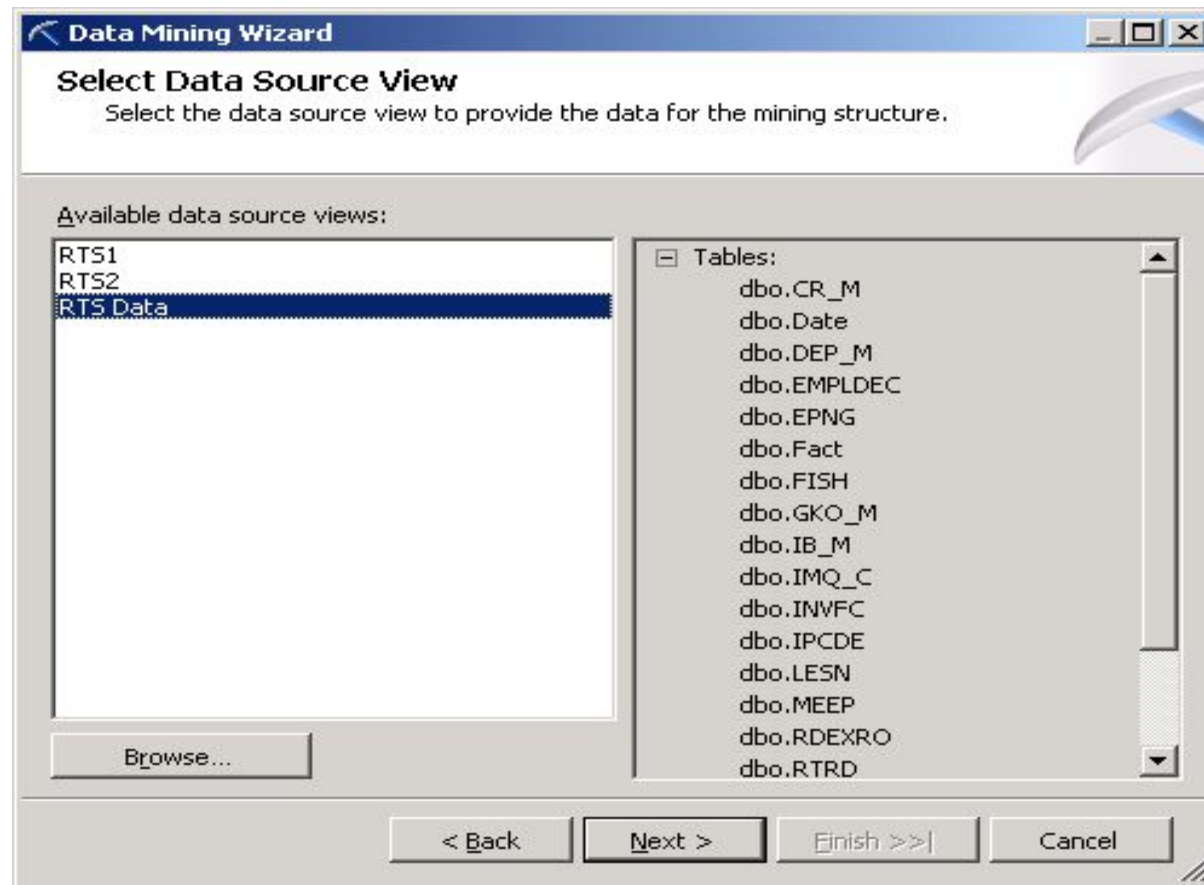 Data Mining Wizard
Select Data Source View
Select the data source view to provide the data for the mining structure.
Available data source views:
RTS1
RTS2
RTS Data
Tables:
dbo.CR_M
dbo.Date
dbo.DEP_M
dbo.EMPLDEC
dbo.EPNG
dbo.Fact
dbo.FISH
dbo.GKO_M
dbo.IB_M
dbo.IMQ_C
dbo.INVFC
dbo.IPCDE
dbo.LESN
dbo.MEEP
dbo.RDEXRO
dbo.RTRD
Browse...
< Back
Next >
Finish >>|
Cancel